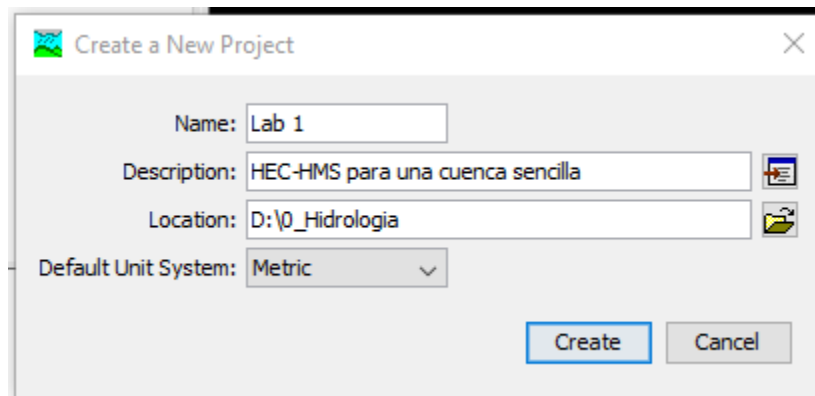 Create a New Project
Name: Lab 1
Description: HEC-HMS para una cuenca sencilla
Location: D:\0_Hidrologia
Default Unit System: Metric
Create Cancel